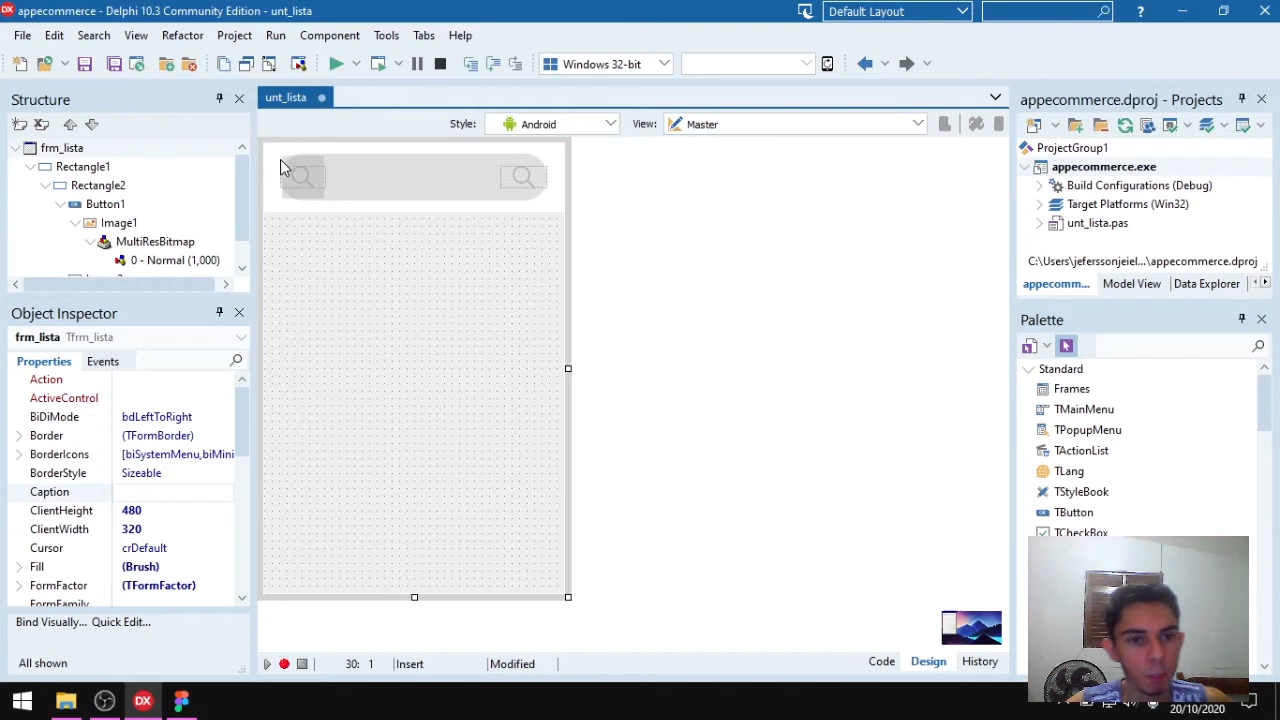 DX appecommerce - Delphi 10.3 Community Edition - unt_lista
Default Layout
?
File Edit Search View Refactor Project Run Component Tools Tabs Help
Windows 32-bit
Structure
frm_lista
Rectangle1
Rectangle2
Button1
Image1
MultiResBitmap
0 - Normal (1,000)
Object Inspector
frm_lista Tfrm_lista
Properties Events
Action
ActiveControl
BiDiMode bdLeftToRight
Border (TFormBorder)
BorderIcons [biSystemMenu,biMini
BorderStyle Sizeable
Caption
ClientHeight 480
ClientWidth 320
Cursor crDefault
Fill (Brush)
FormFactor (TFormFactor)
FormFamily
Bind Visually... Quick Edit...
All shown
unt_lista
Style: Android View: Master
30: 1 Insert Modified
Code Design History
appecommerce.dproj - Projects
ProjectGroup1
appecommerce.exe
Build Configurations (Debug)
Target Platforms (Win32)
unt_lista.pas
C:\Users\jeferssonjeiel...\appecommerce.dproj
appecomm... Model View Data Explorer
Palette
Standard
Frames
TMainMenu
TPopupMenu
TActionList
TLang
TStyleBook
TButton
TCheckBox
DX
20/10/2020